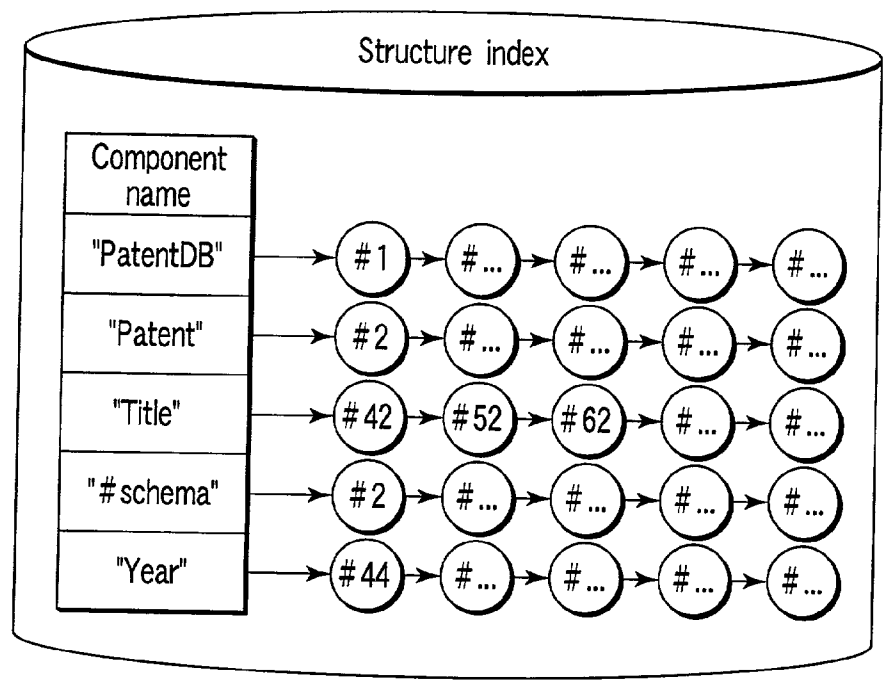 Structure index
Component
name
"PatentDB" #1 #... #... #... #...
"Patent" #2 #... #... #... #...
"Title" #42 #52 #62 #... #...
"#schema" #2 #... #... #... #...
"Year" #44 #... #... #... #...